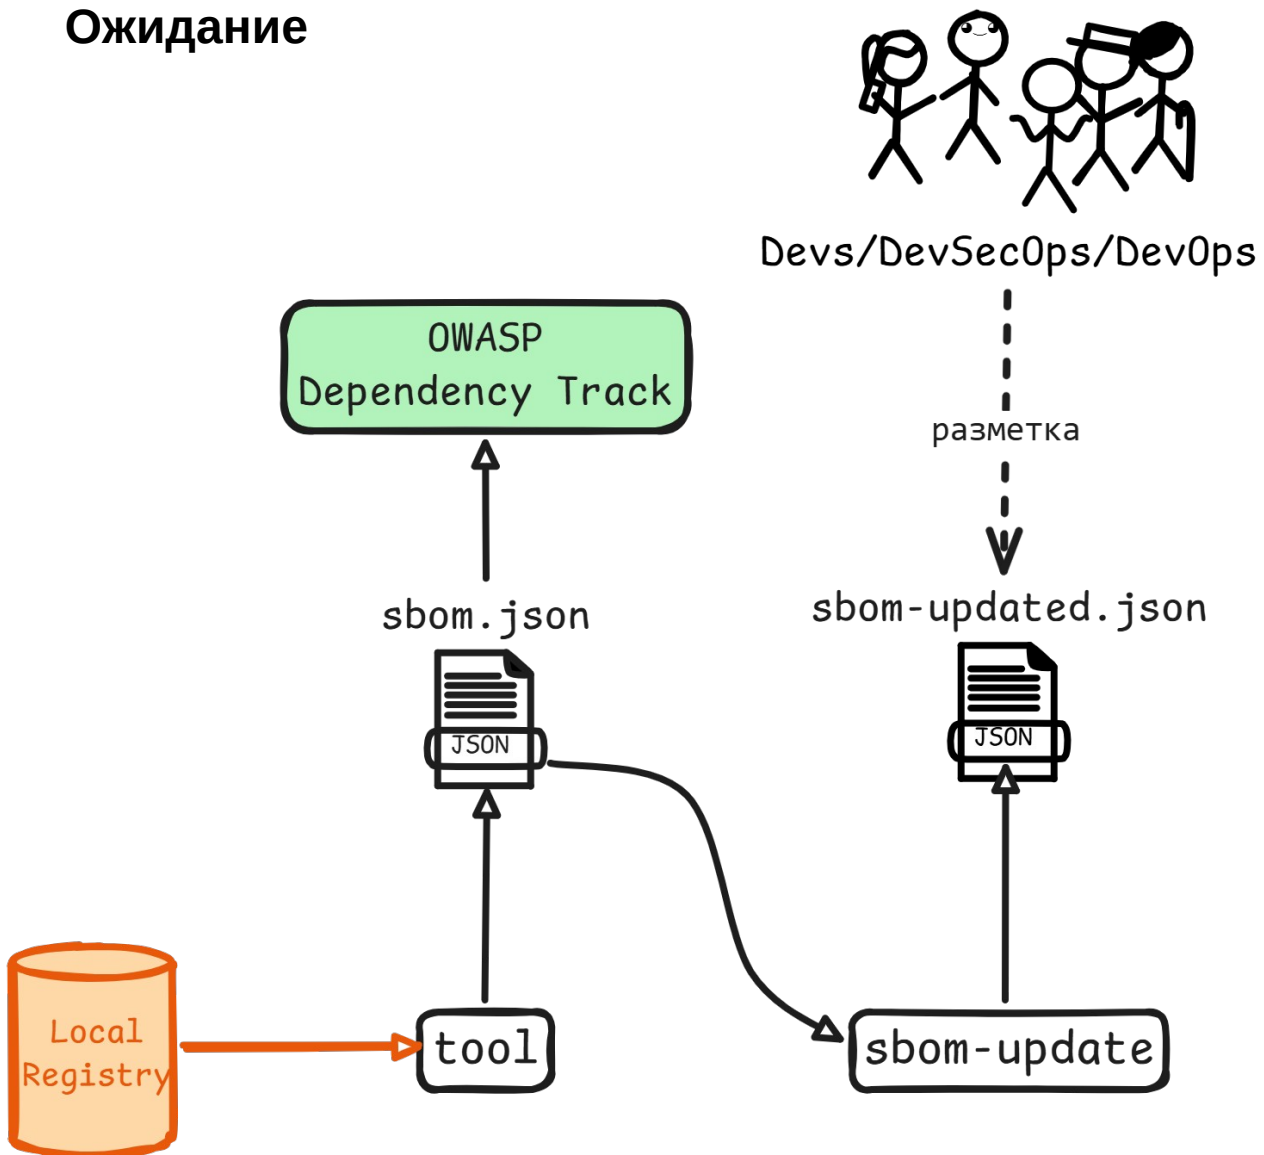 Ожидание
Devs/DevSecOps/DevOps
OWASP
Dependency Track
разметка
sbom.json
sbom-updated.json
JSON
JSON
Local
Registry
tool
sbom-update